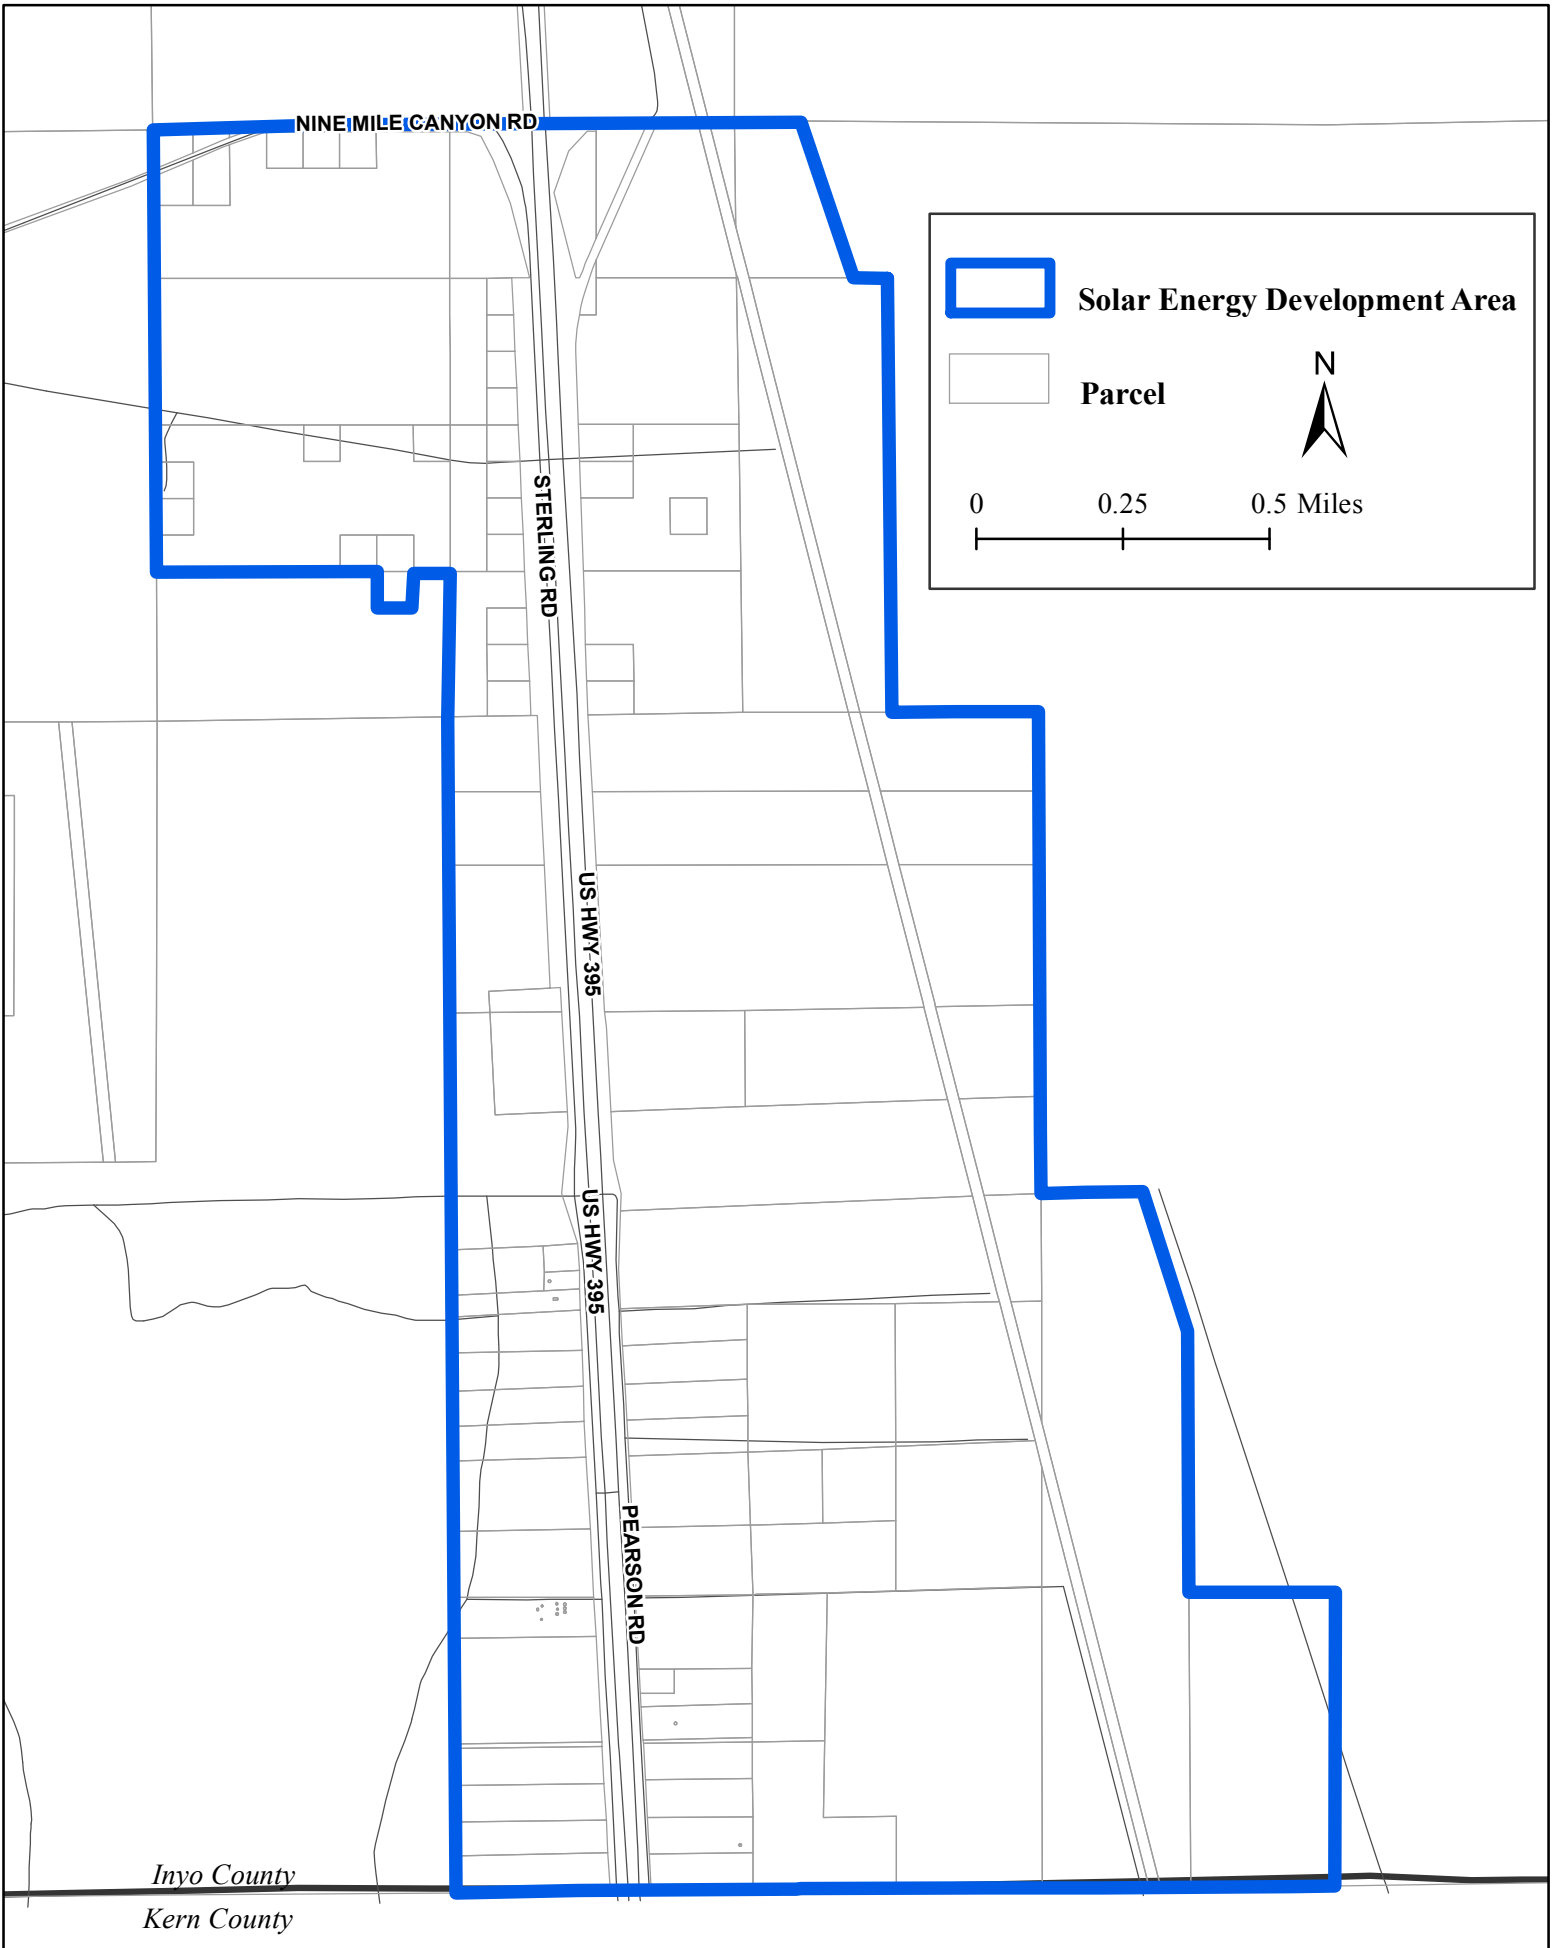 NINE MILE CANYON RD
Solar Energy Development Area
Parcel
N
0 0.25 0.5 Miles
STERLING RD
US HWY 395
US HWY 395
PEARSON RD
Inyo County
Kern County